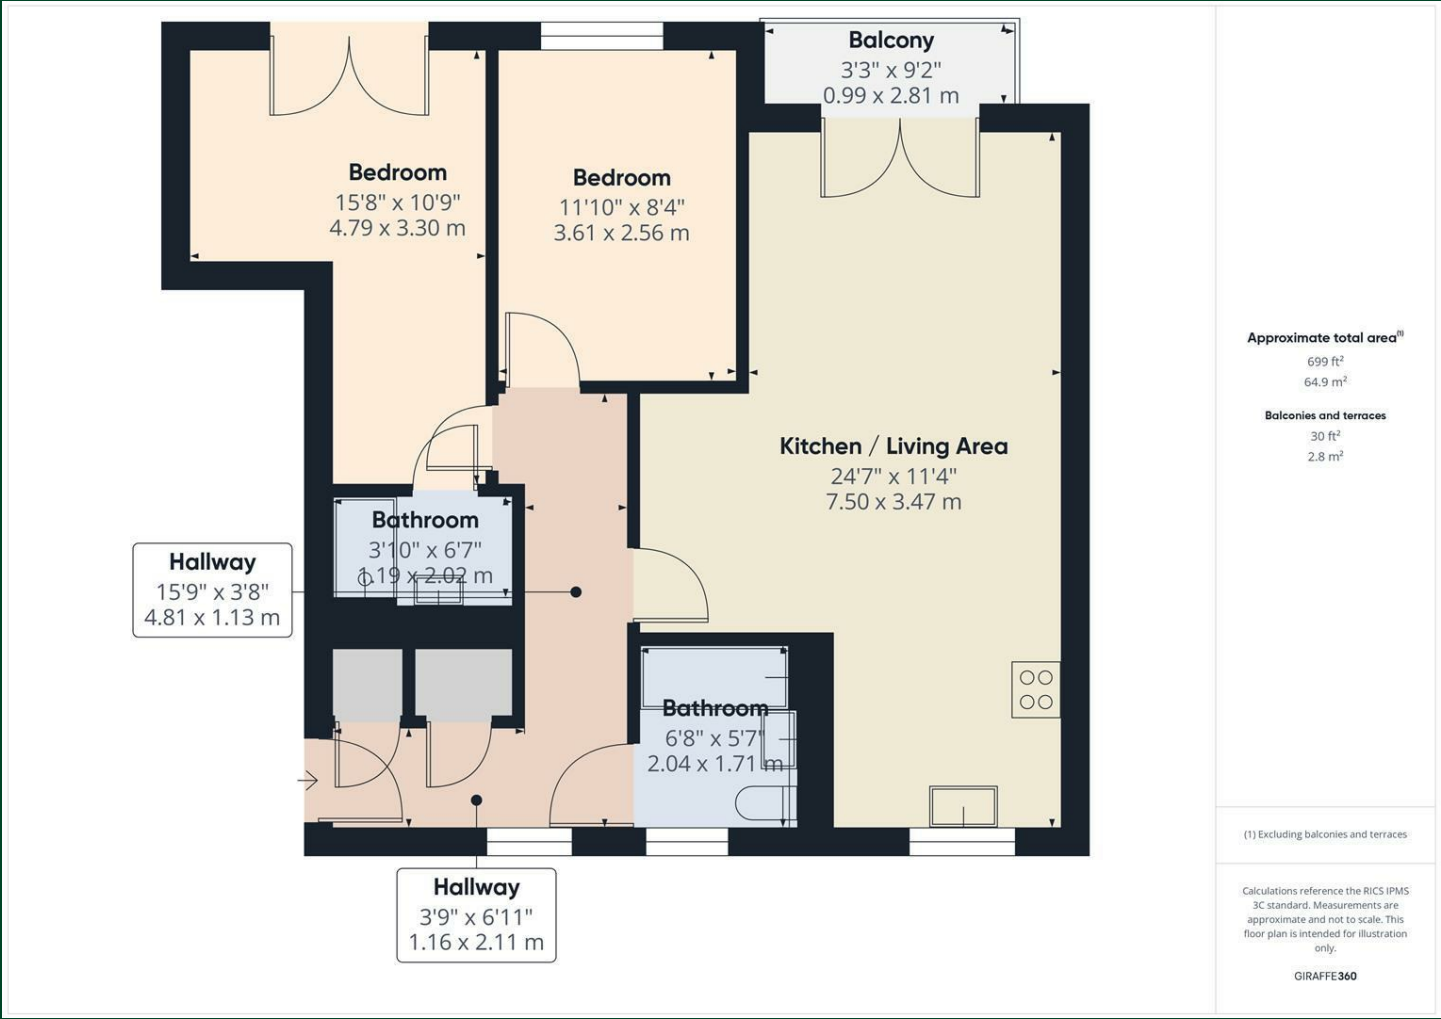 Balcony
3'3" x 9'2"
0.99 x 2.81 m
Bedroom
15'8" x 10'9"
4.79 x 3.30 m
Bedroom
11'10" x 8'4"
3.61 x 2.56 m
Kitchen / Living Area
24'7" x 11'4"
7.50 x 3.47 m
Bathroom
3'10" x 6'7"
1.19 x 2.02 m
Hallway
15'9" x 3'8"
4.81 x 1.13 m
Bathroom
6'8" x 5'7"
2.04 x 1.71 m
Hallway
3'9" x 6'11"
1.16 x 2.11 m
Approximate total area(1)
699 ft²
64.9 m²
Balconies and terraces
30 ft²
2.8 m²
(1) Excluding balconies and terraces
Calculations reference the RICS IPMS
3C standard. Measurements are
approximate and not to scale. This
floor plan is intended for illustration
only.
GIRAFFE360